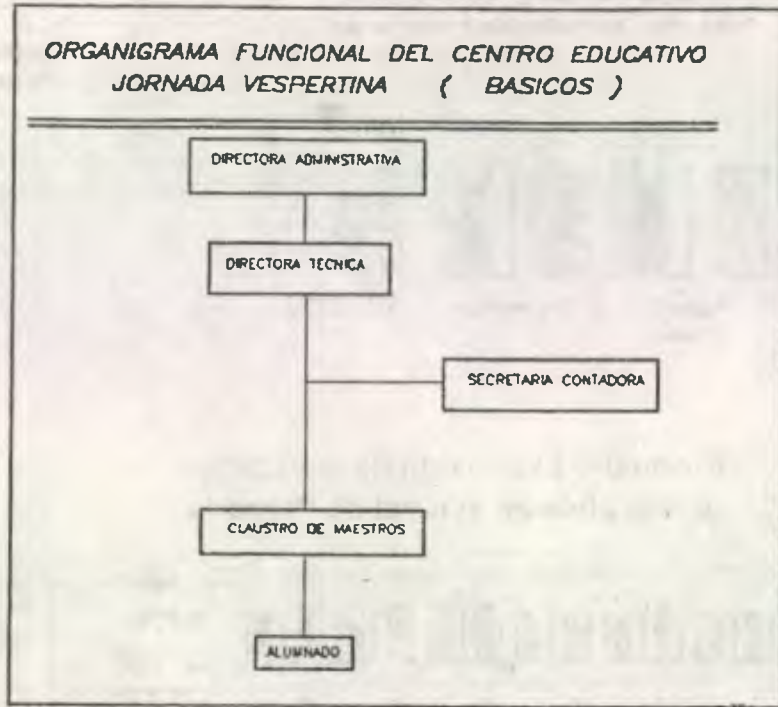 ORGANIGRAMA FUNCIONAL DEL CENTRO EDUCATIVO
JORNADA VESPERTINA ( BASICOS )
DIRECTORA ADMINISTRATIVA
DIRECTORA TECNICA
SECRETARIA CONTADORA
CLAUSTRO DE MAESTROS
ALUMNADO